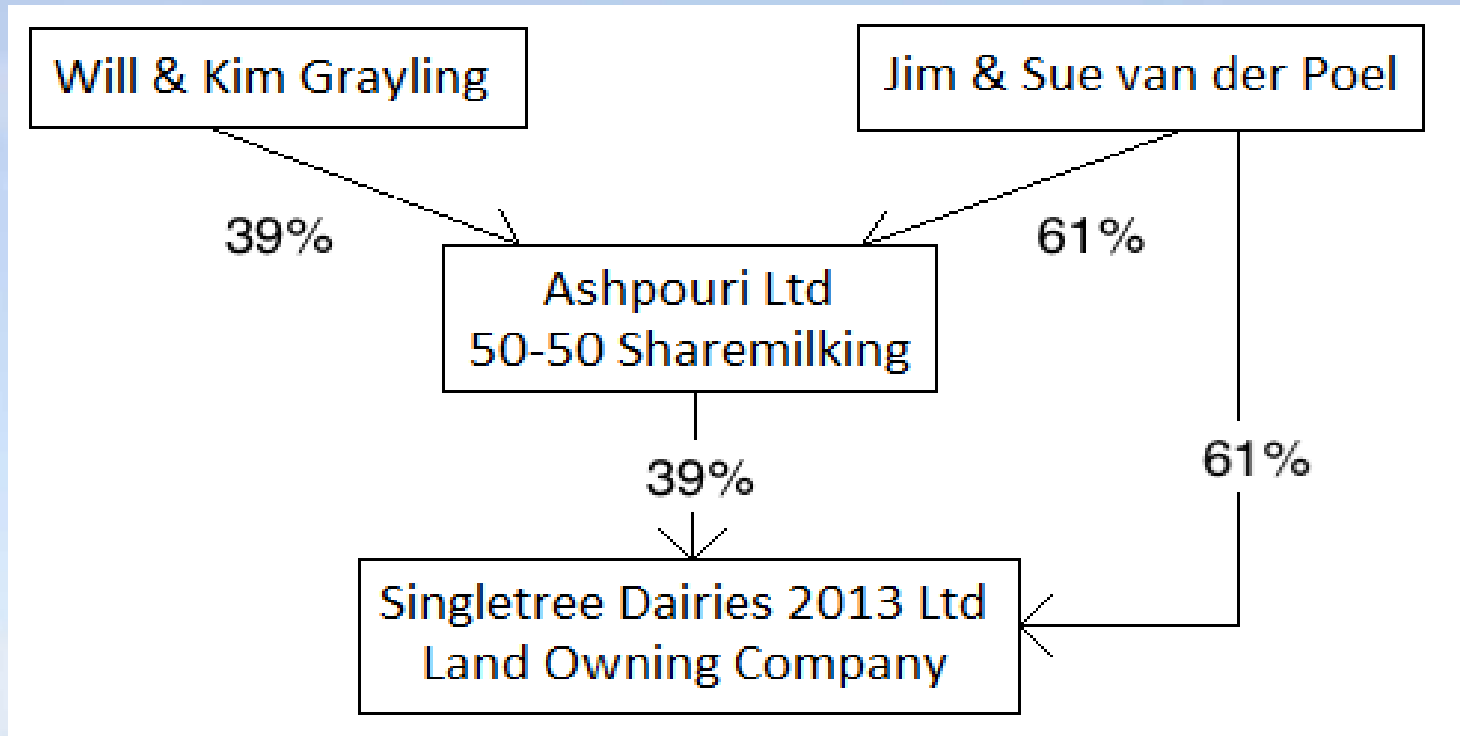 Will & Kim Grayling
Jim & Sue van der Poel
39%
61%
Ashpouri Ltd
50-50 Sharemilking
39%
61%
Singletree Dairies 2013 Ltd
Land Owning Company